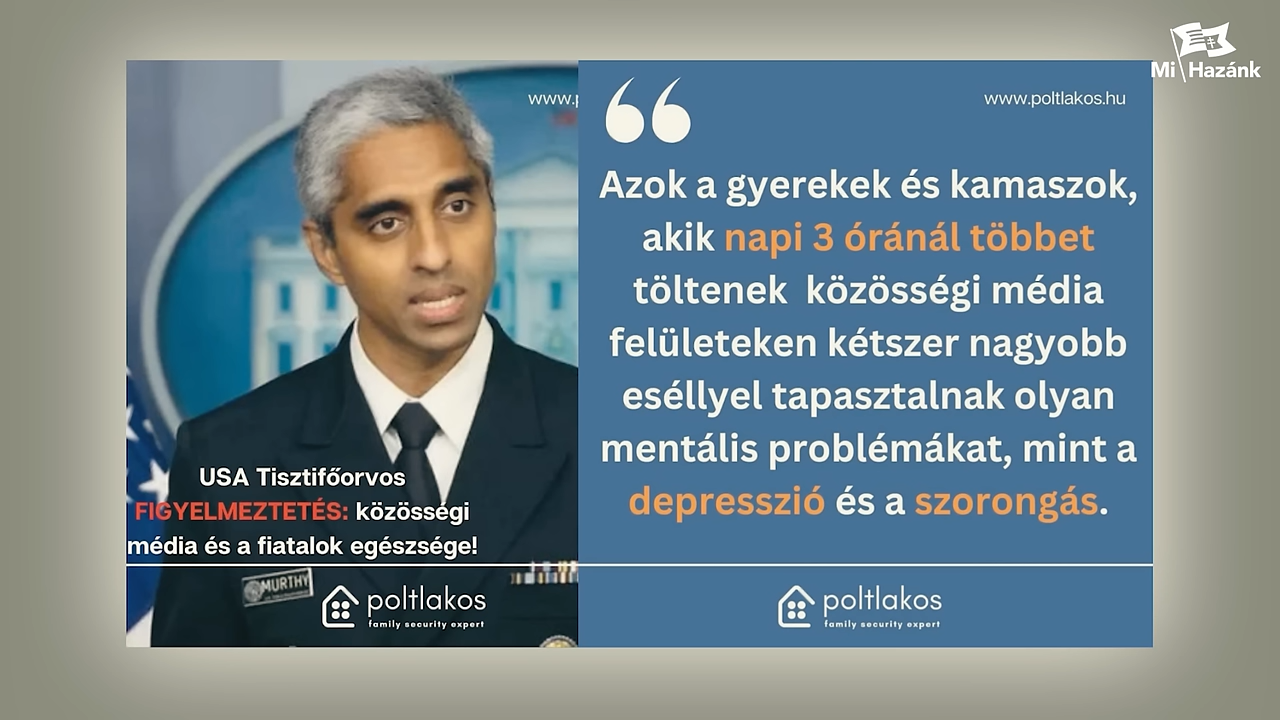 Mi Hazánk
www.p
www.poltlakos.hu
Azok a gyerekek és kamaszok,
akik napi 3 óránál többet
töltenek közösségi média
felületeken kétszer nagyobb
eséllyel tapasztalnak olyan
mentális problémákat, mint a
depresszió és a szorongás.
USA Tisztifőorvos
FIGYELMEZTETÉS: közösségi
média és a fiatalok egészsége!
MURTHY
poltlakos
family security expert
poltlakos
family security expert